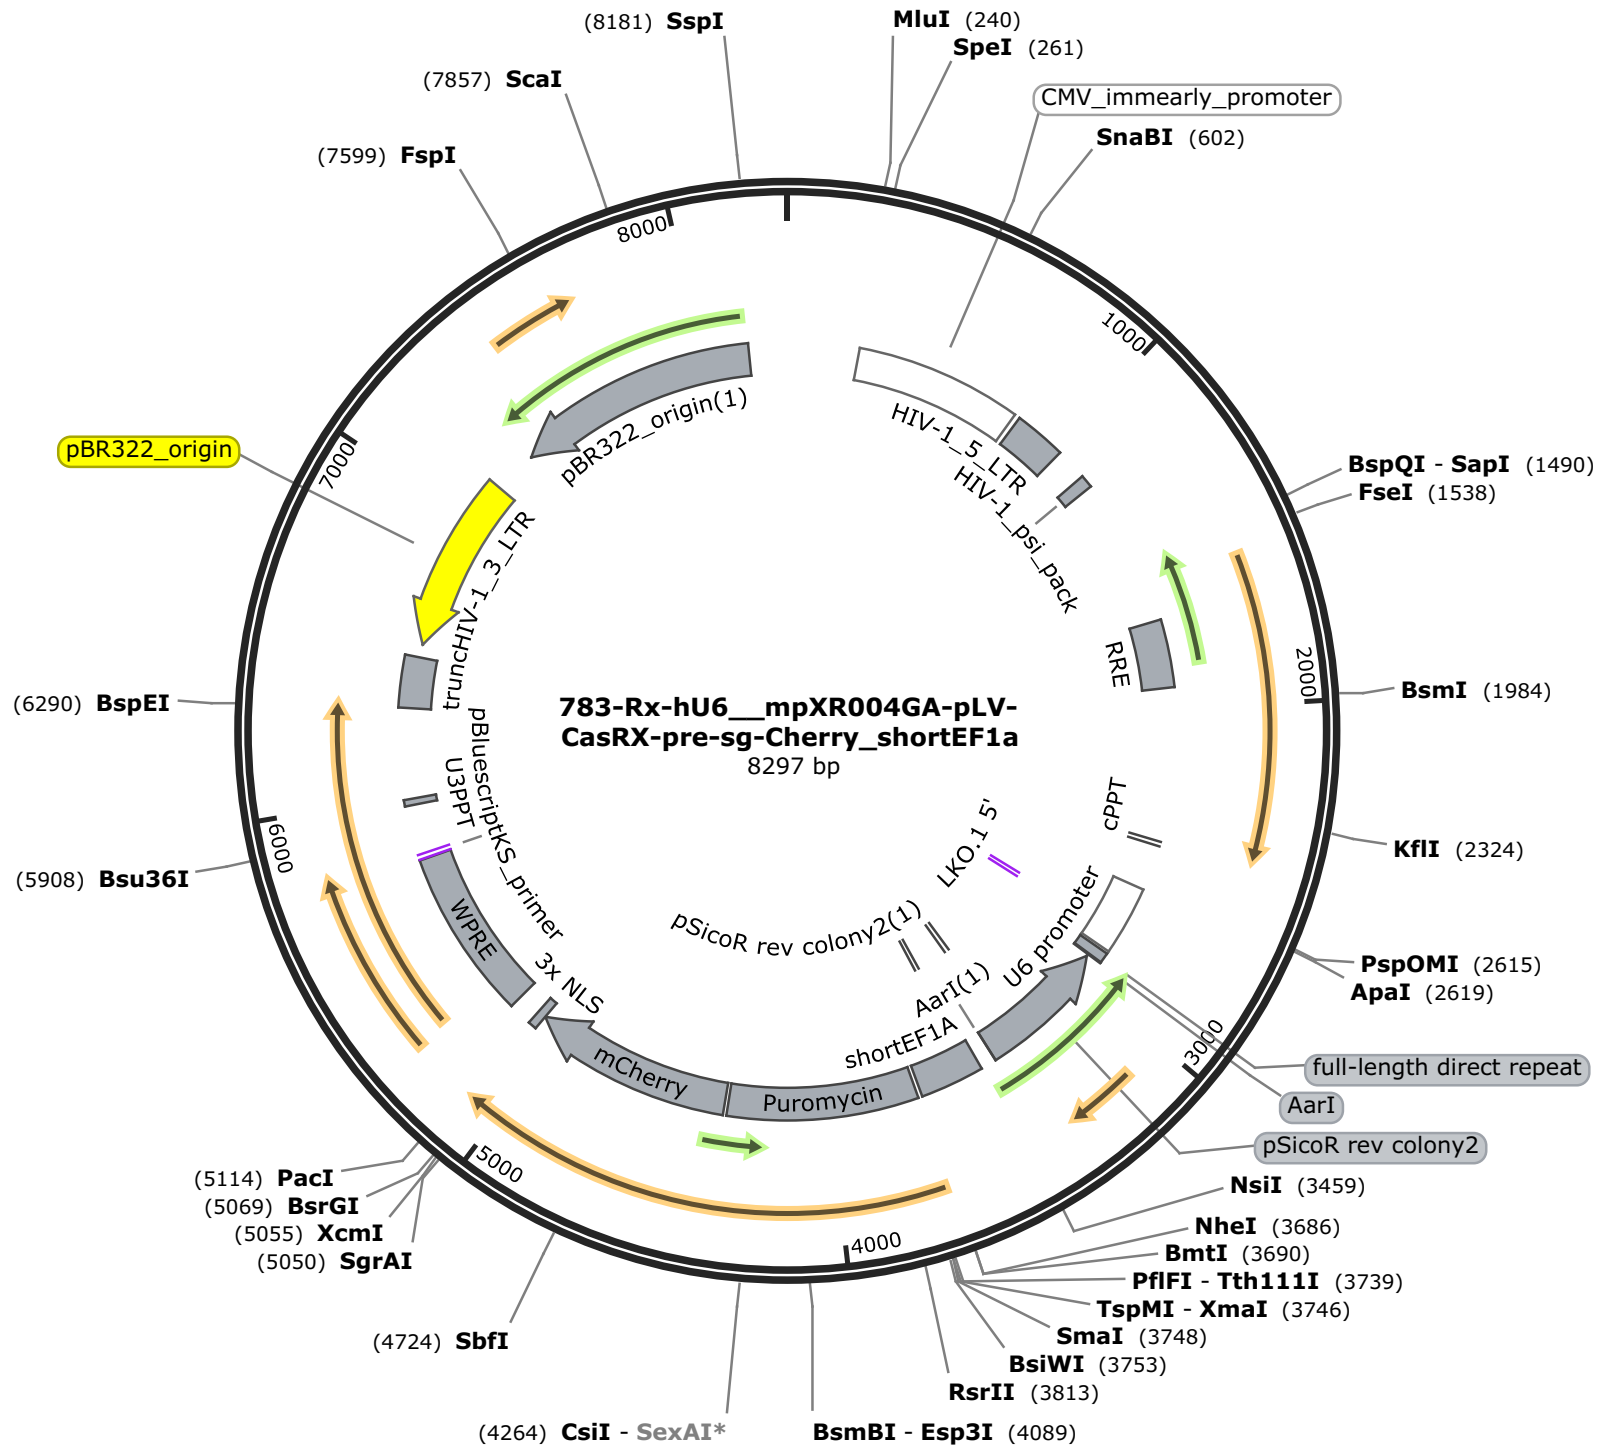 (8181) SspI
MluI (240)
SpeI (261)
(7857) ScaI
CMV_immearly_promoter
SnaBI (602)
(7599) FspI
8000
1000
pBR322_origin(1)
HIV-1_5_LTR
pBR322_origin
7000
HIV-1_psi_pack
BspQI - SapI (1490)
FseI (1538)
truncHIV-1_3_LTR
RRE
2000
(6290) BspEI
BsmI (1984)
783-Rx-hU6__mpXR004GA-pLV-
CasRX-pre-sg-Cherry_shortEF1a
8297 bp
pBluescriptKS_primer
U3PPT
cPPT
6000
LKO.1 5'
KflI (2324)
(5908) Bsu36I
WPRE
pSicoR rev colony2(1)
U6 promoter
PspOMI (2615)
ApaI (2619)
3x NLS
AarI(1)
shortEF1A
3000
mCherry
Puromycin
full-length direct repeat
AarI
pSicoR rev colony2
(5114) PacI
5000
NsiI (3459)
(5069) BsrGI
(5055) XcmI
NheI (3686)
(5050) SgrAI
4000
BmtI (3690)
PflFI - Tth111I (3739)
TspMI - XmaI (3746)
(4724) SbfI
SmaI (3748)
BsiWI (3753)
RsrII (3813)
(4264) CsiI - SexAI*
BsmBI - Esp3I (4089)